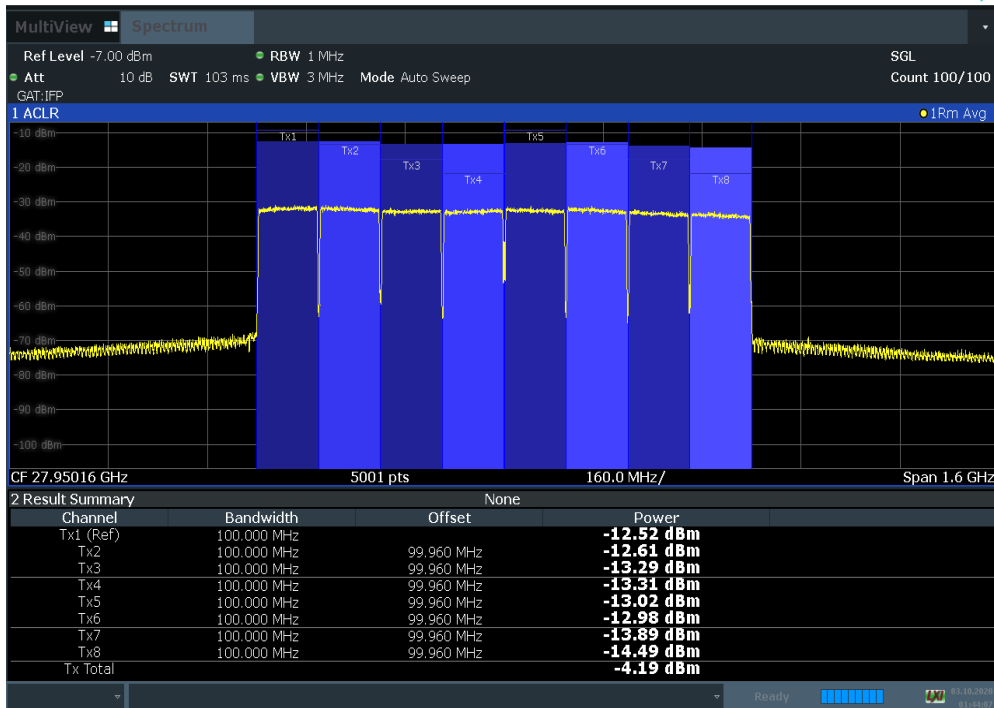 MultiView Spectrum
Ref Level -7.00 dBm RBW 1 MHz SGL
Att 10 dB SWT 103 ms VBW 3 MHz Mode Auto Sweep Count 100/100
GAT:IFP
1 ACLR 1Rm Avg
-10 dBm
Tx1 Tx5
Tx2 Tx6
-20 dBm Tx3 Tx7
Tx4 Tx8
-30 dBm
-40 dBm
-50 dBm
-60 dBm
-70 dBm
-80 dBm
-90 dBm
-100 dBm
CF 27.95016 GHz 5001 pts 160.0 MHz/ Span 1.6 GHz
2 Result Summary None
Channel Bandwidth Offset Power
Tx1 (Ref) 100.000 MHz -12.52 dBm
Tx2 100.000 MHz 99.960 MHz -12.61 dBm
Tx3 100.000 MHz 99.960 MHz -13.29 dBm
Tx4 100.000 MHz 99.960 MHz -13.31 dBm
Tx5 100.000 MHz 99.960 MHz -13.02 dBm
Tx6 100.000 MHz 99.960 MHz -12.98 dBm
Tx7 100.000 MHz 99.960 MHz -13.89 dBm
Tx8 100.000 MHz 99.960 MHz -14.49 dBm
Tx Total -4.19 dBm
Ready LXI 03.10.2020
01:44:07